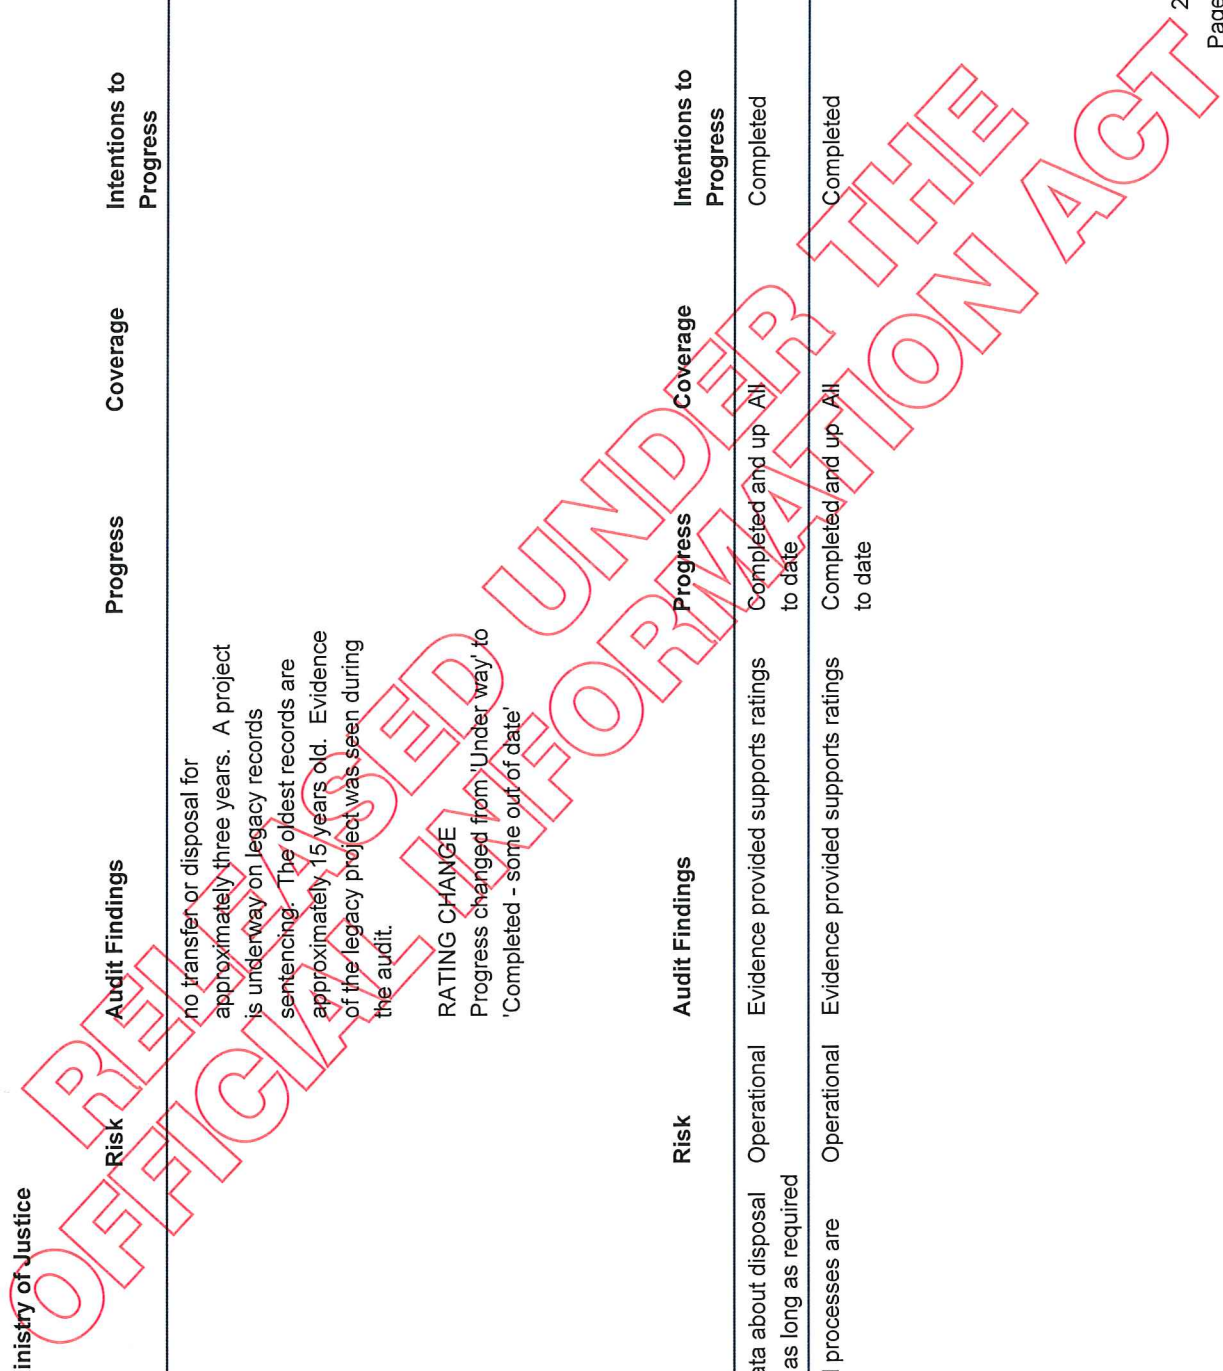 inistry of Justice
Risk Audit Findings Progress Coverage Intentions to
Progress
no transfer or disposal for
approximately three years. A project
is underway on legacy records
sentencing. The oldest records are
approximately 15 years old. Evidence
of the legacy project was seen during
the audit.
RATING CHANGE
Progress changed from 'Under way' to
'Completed - some out of date'
Risk Audit Findings Progress Coverage Intentions to
Progress
ata about disposal Operational Evidence provided supports ratings Completed and up All Completed
as long as required to date
processes are Operational Evidence provided supports ratings Completed and up All Completed
to date
2
Page
RELEASED UNDER THE
OFFICIAL INFORMATION ACT